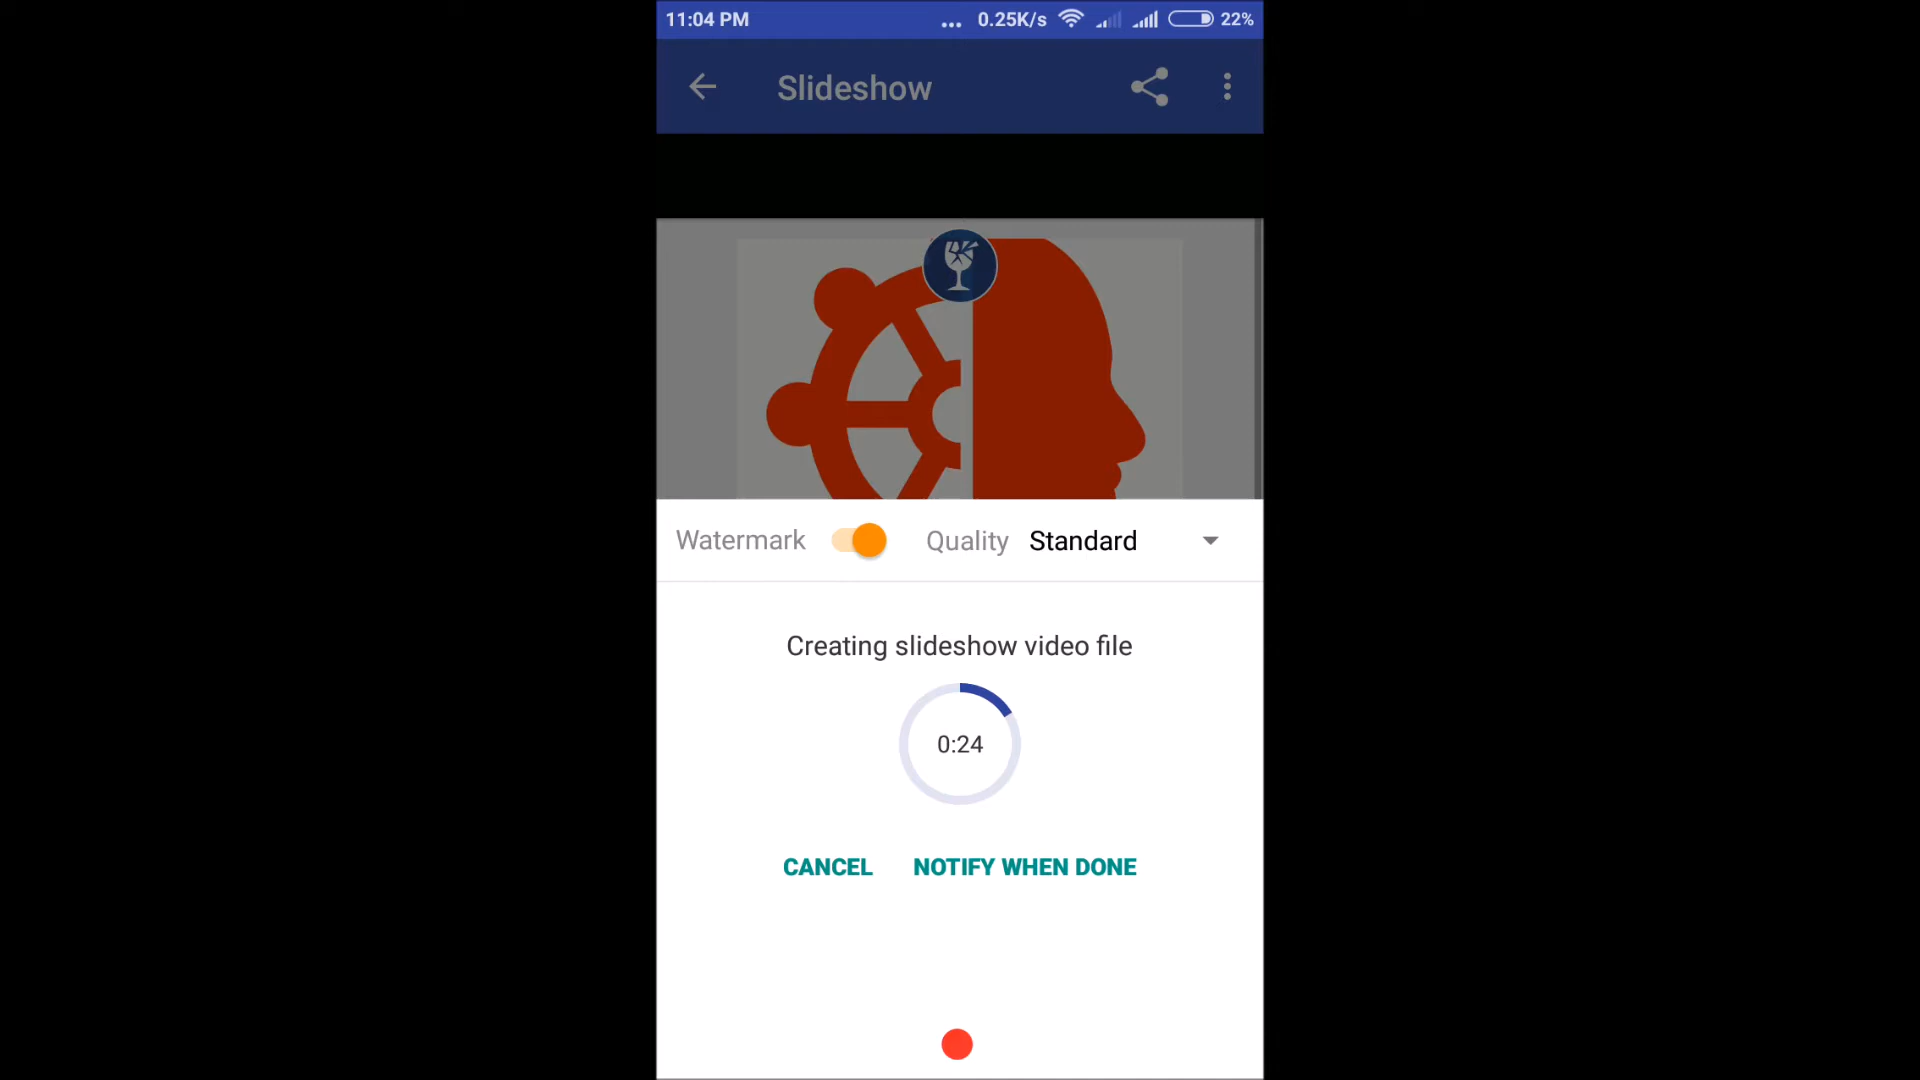 11:04 PM ... 0.25K/s 22%
Slideshow
Watermark Quality Standard
Creating slideshow video file
0:24
CANCEL NOTIFY WHEN DONE